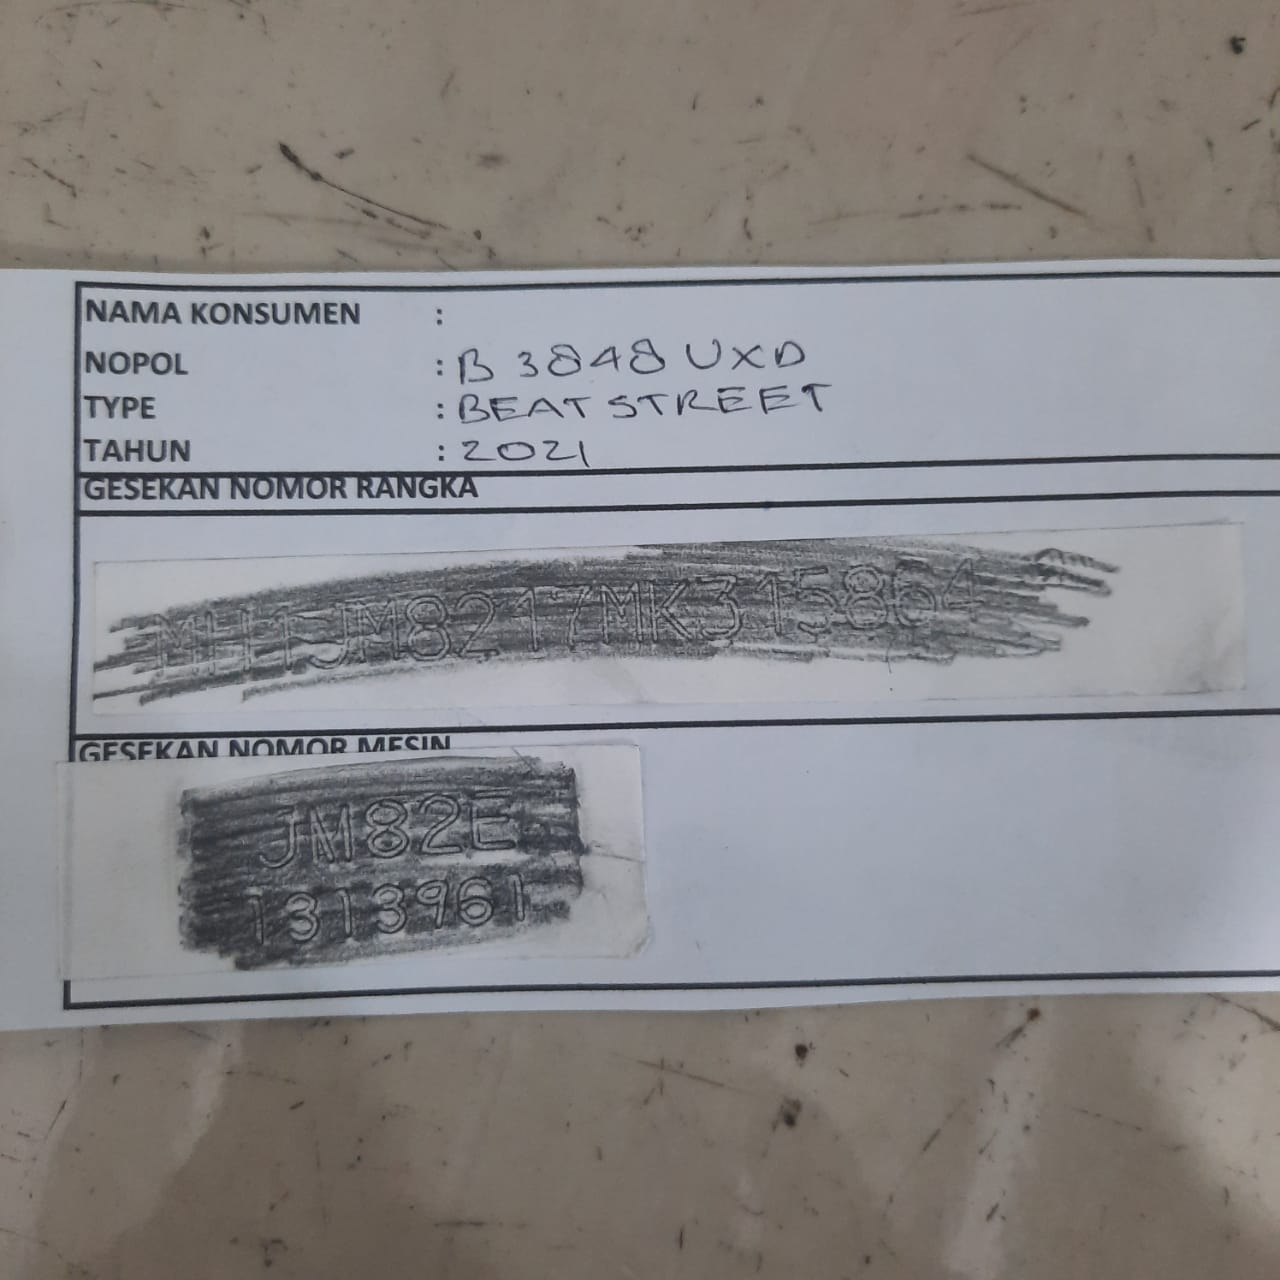 NAMA KONSUMEN :
NOPOL : B 3848 UXD
TYPE : BEAT STREET
TAHUN : 2021
GESEKAN NOMOR RANGKA
MH1JM8217MK315864
GESEKAN NOMOR MESIN
JM82E
1313961